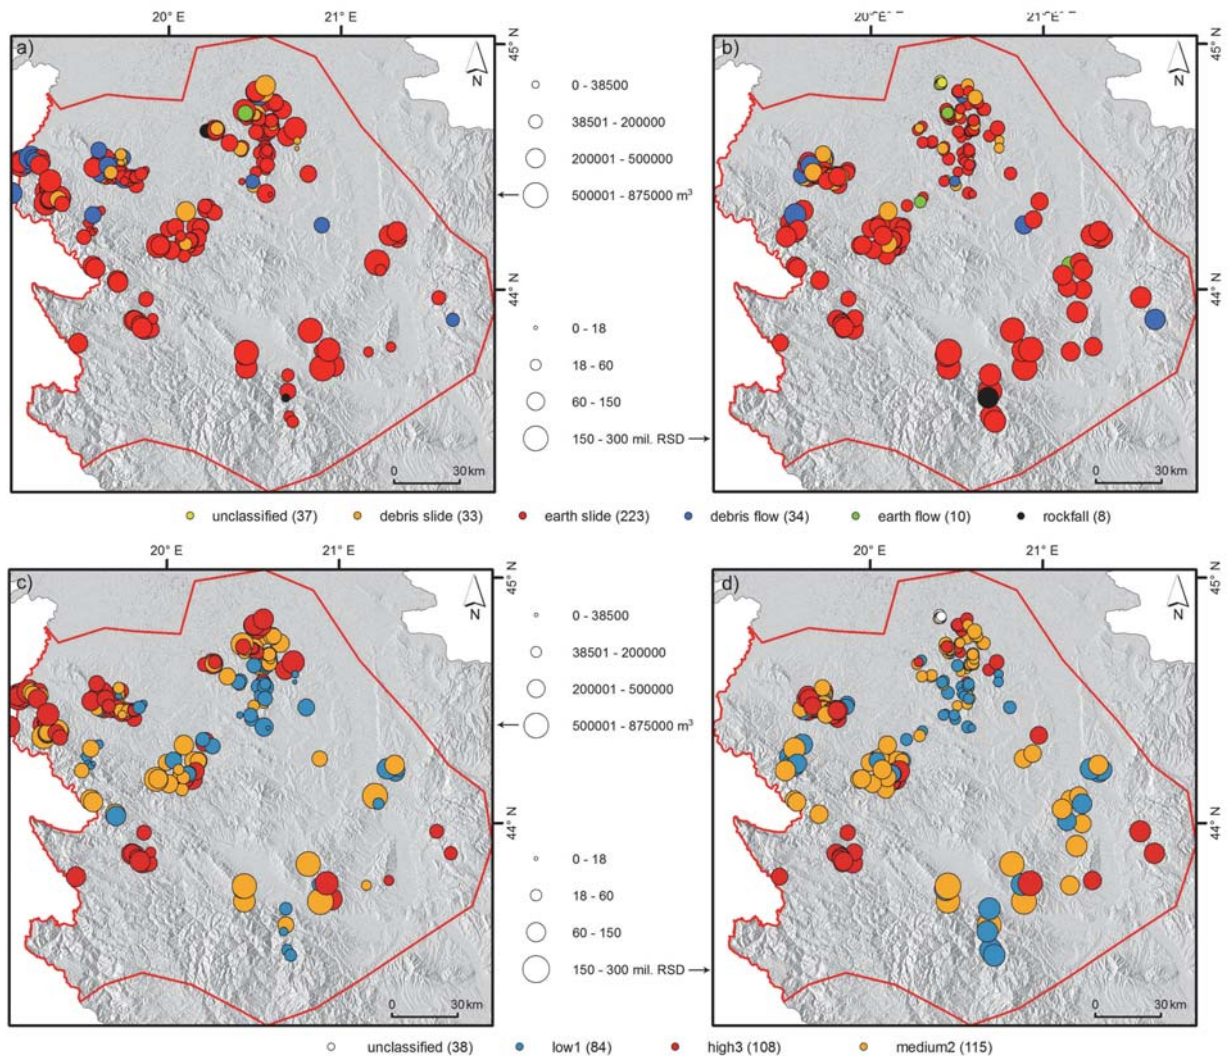 20° E 21° E
20° E 21° E
a) N 45° N
b) N 45° N
0 - 38500
38501 - 200000
200001 - 500000
500001 - 875000 m³
44° N
44° N
0 - 18
18 - 60
60 - 150
150 - 300 mil. RSD
0 30 km
0 30 km
unclassified (37) debris slide (33) earth slide (223) debris flow (34) earth flow (10) rockfall (8)
20° E 21° E
20° E 21° E
c) N 45° N
d) N 45° N
0 - 38500
38501 - 200000
200001 - 500000
500001 - 875000 m³
44° N
44° N
0 - 18
18 - 60
60 - 150
150 - 300 mil. RSD
0 30 km
0 30 km
unclassified (38) low1 (84) high3 (108) medium2 (115)